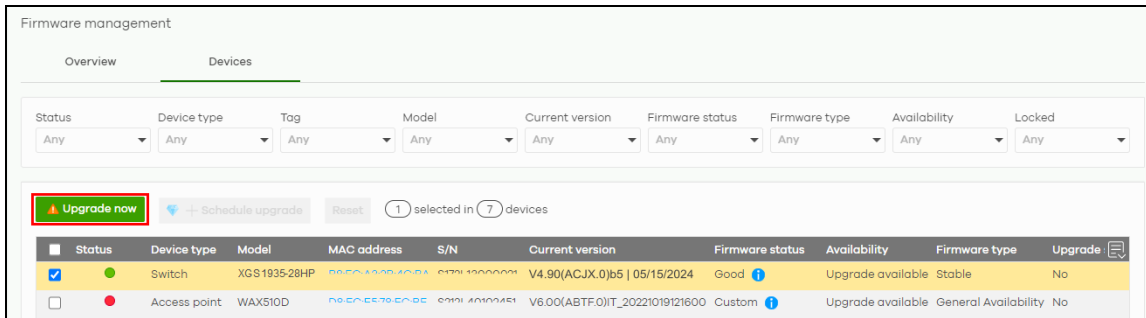 Firmware management
Overview Devices
Status Device type Tag Model Current version Firmware status Firmware type Availability Locked
Any Any Any Any Any Any Any Any Any
Upgrade now + Schedule upgrade Reset 1 selected in 7 devices
Status Device type Model MAC address S/N Current version Firmware status Availability Firmware type Upgrade
Switch XGS1935-28HP V4.90(ACJX.0)b5 | 05/15/2024 Good Upgrade available Stable No
Access point WAX510D V6.00(ABTF.0)IT_20221019121600 Custom Upgrade available General Availability No